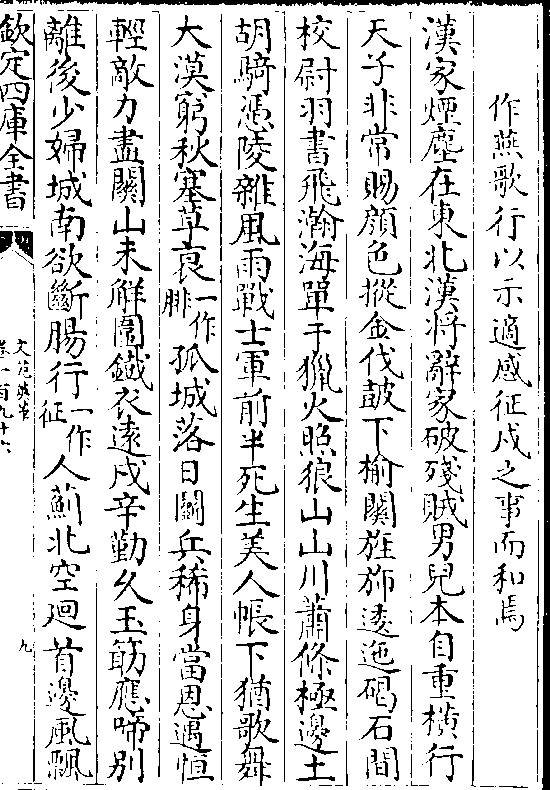 作燕歌行以示適感征戍之事而和焉
漢家煙塵在東北漢將辭家破殘賊男兒本自重橫行
天子非常賜顔色摐金伐鼓下榆關旌斾逶迤碣石間
校尉羽書飛瀚海單于獵火照狼山山川蕭條極邊土
胡騎憑陵雜風雨戰士軍前半死生美人帳下猶歌舞
大漠窮秋塞草衰一作腓孤城落日鬭兵稀身當恩遇恒
輕敵力盡關山未解圍鐵衣遠戍辛勤久玉筯應啼别
離後少婦城南欲斷腸行一作征人薊北空迴首邊風飄
欽定四庫全書
文苑英華
卷一百九十六
九